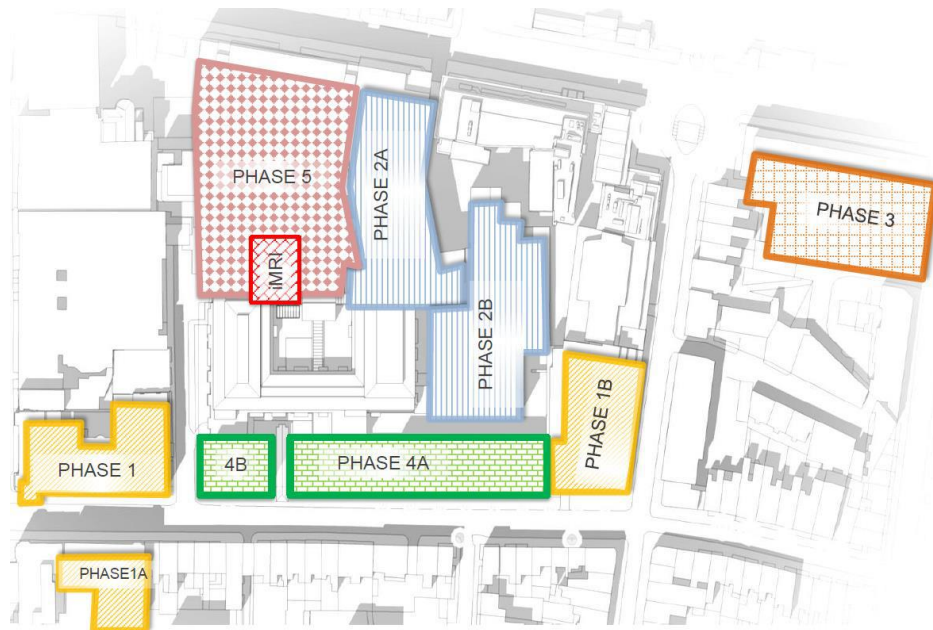 PHASE 5
PHASE 2A
PHASE 3
iMRI
PHASE 2B
PHASE 1B
PHASE 1
4B
PHASE 4A
PHASE1A